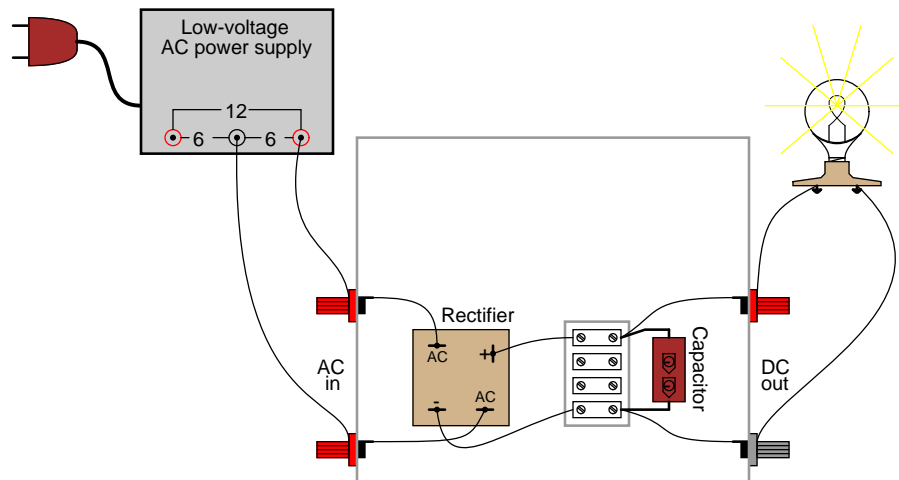 Low-voltage
AC power supply
12
6 6
Rectifier
AC
+
-
AC
Capacitor
AC
in
DC
out